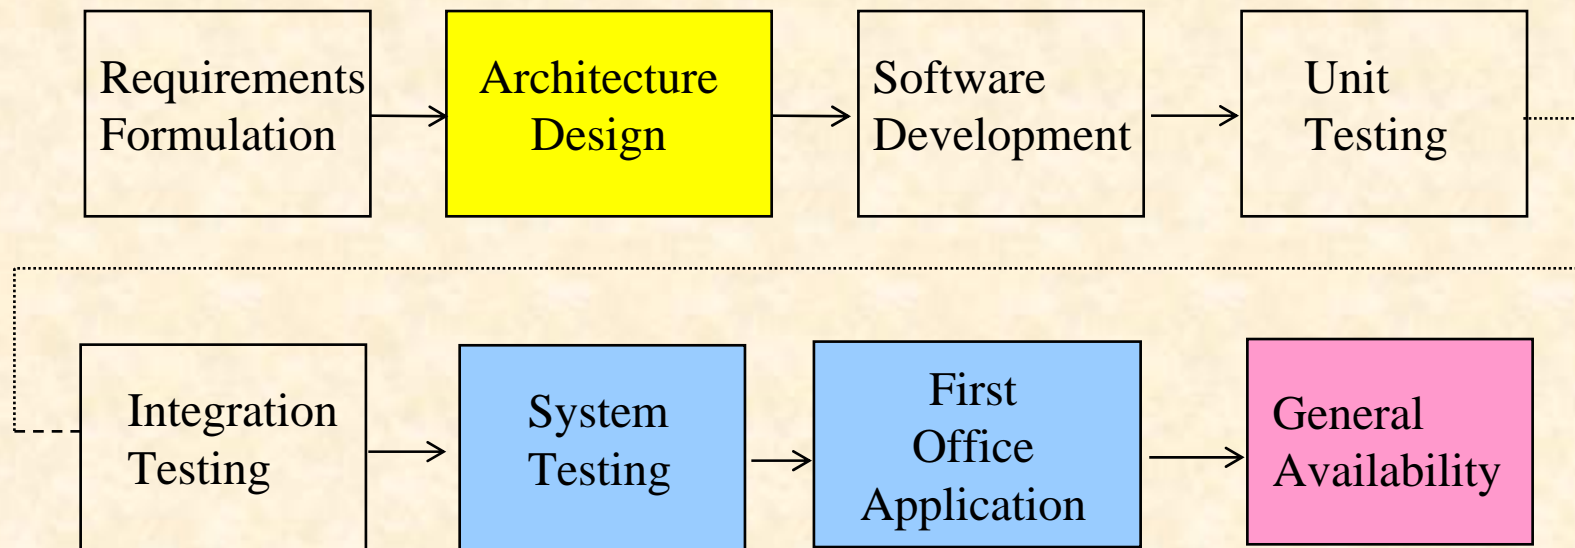 Requirements
Formulation
Architecture
Design
Software
Development
Unit
Testing
Integration
Testing
System
Testing
First
Office
Application
General
Availability